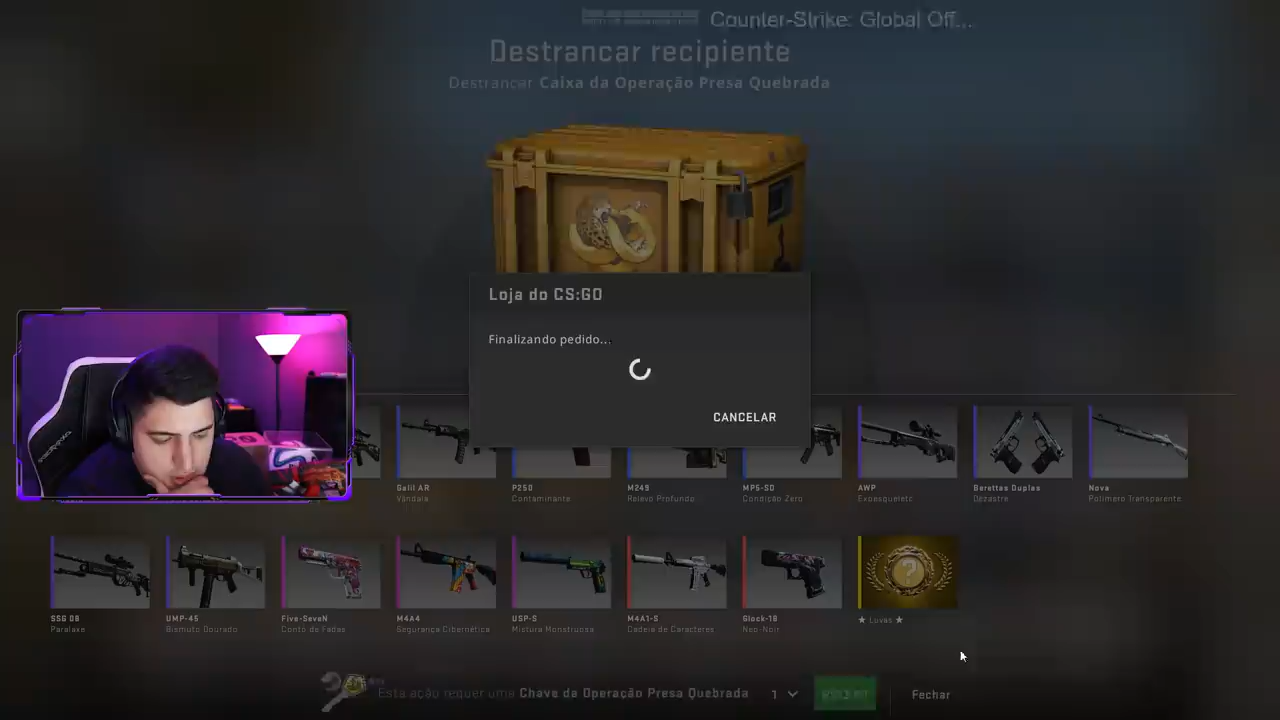 Counter-Strike: Global Off...
Destrancar recipiente
Destrancar Caixa da Operação Presa Quebrada
Loja do CS:GO
Finalizando pedido...
CANCELAR
Galil AR
Vândala
P250
Contaminante
M249
Relevo Profundo
MP5-SD
Condição Zero
AWP
Exoesqueleto
Berettas Duplas
Dezastre
Nova
Polímero Transparente
SSG 08
Paralaxe
UMP-45
Bismuto Dourado
Five-SeveN
Conto de Fadas
M4A4
Segurança Cibernética
USP-S
Mistura Monstruosa
M4A1-S
Cadeia de Caracteres
Glock-18
Neo-Noir
★ Luvas ★
Esta ação requer uma Chave da Operação Presa Quebrada
1
Fechar